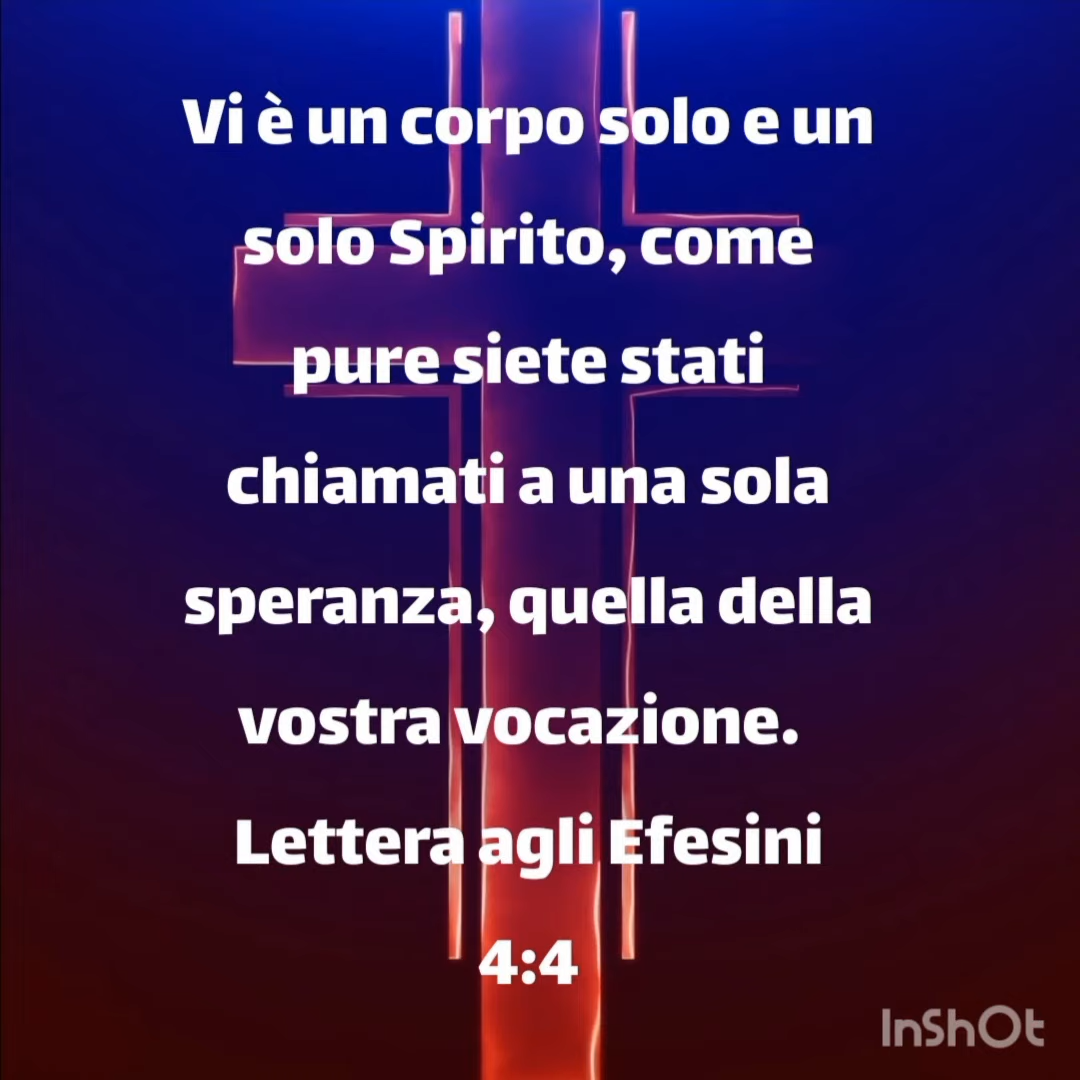 Vi è un corpo solo e un
solo Spirito, come
pure siete stati
chiamati a una sola
speranza, quella della
vostra vocazione.
Lettera agli Efesini
4:4
InShOt